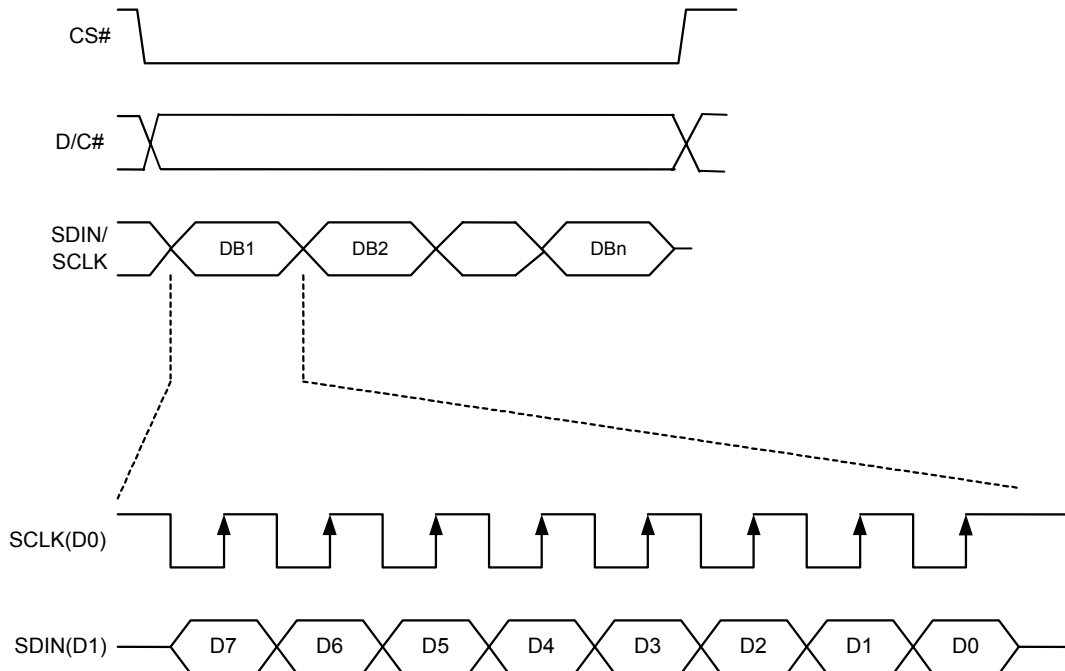 CS#
D/C#
SDIN/
SCLK
DB1 DB2 DBn
SCLK(D0)
SDIN(D1) D7 D6 D5 D4 D3 D2 D1 D0